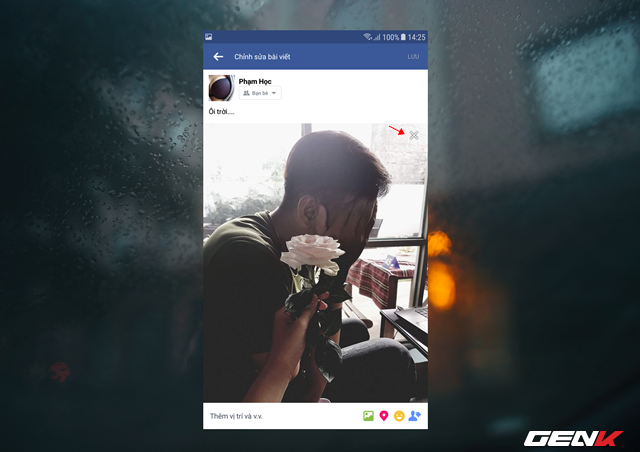 100% 14:25
Chỉnh sửa bài viết
LƯU
Phạm Học
Bạn bè
Ôi trời....
Thêm vị trí và v.v.
GENK